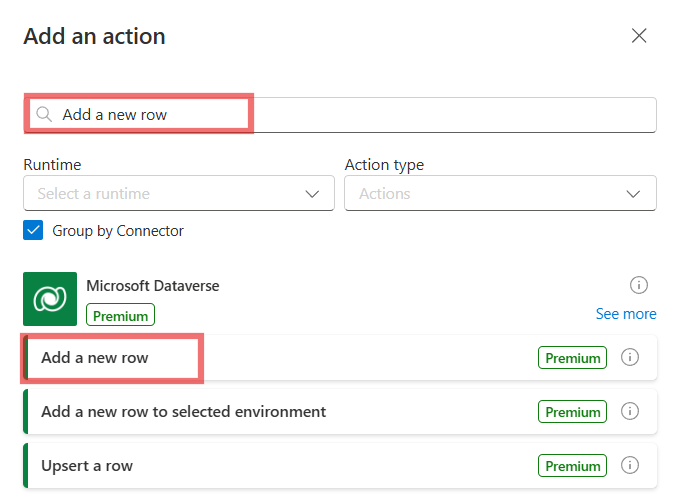 Add an action
Add a new row
Runtime
Action type
Select a runtime
Actions
Group by Connector
Microsoft Dataverse
Premium
See more
Add a new row
Premium
Add a new row to selected environment
Premium
Upsert a row
Premium